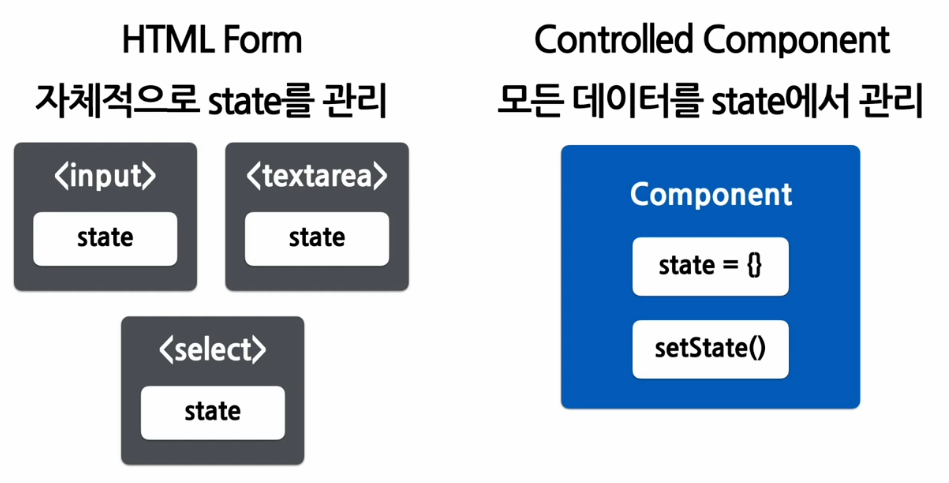 HTML Form
자체적으로 state를 관리
<input>
state
<textarea>
state
<select>
state
Controlled Component
모든 데이터를 state에서 관리
Component
state = {}
setState()